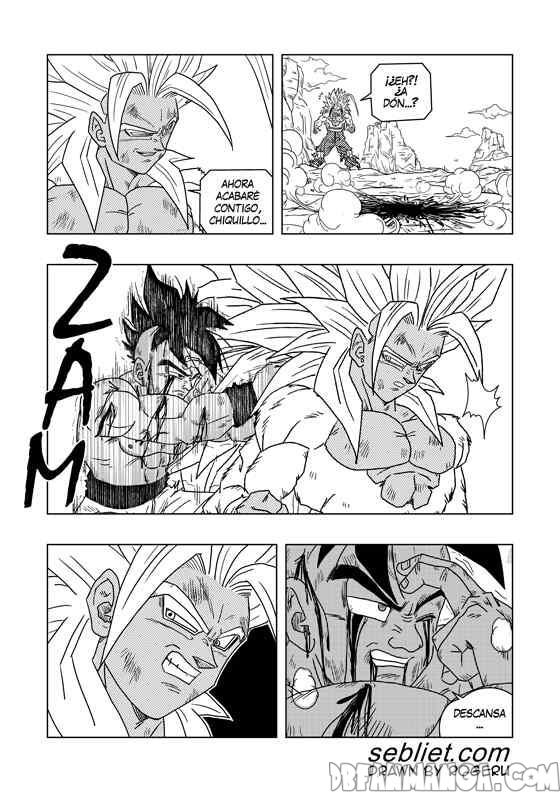 AHORA
ACABARÉ
CONTIGO,
CHIQUILLO...
¡¿EH?!
¿A
DÓN...?
ZAM
DESCANSA
...
sebliet.com
DRAWN BY ROGERU
DBFANMANGA.COM